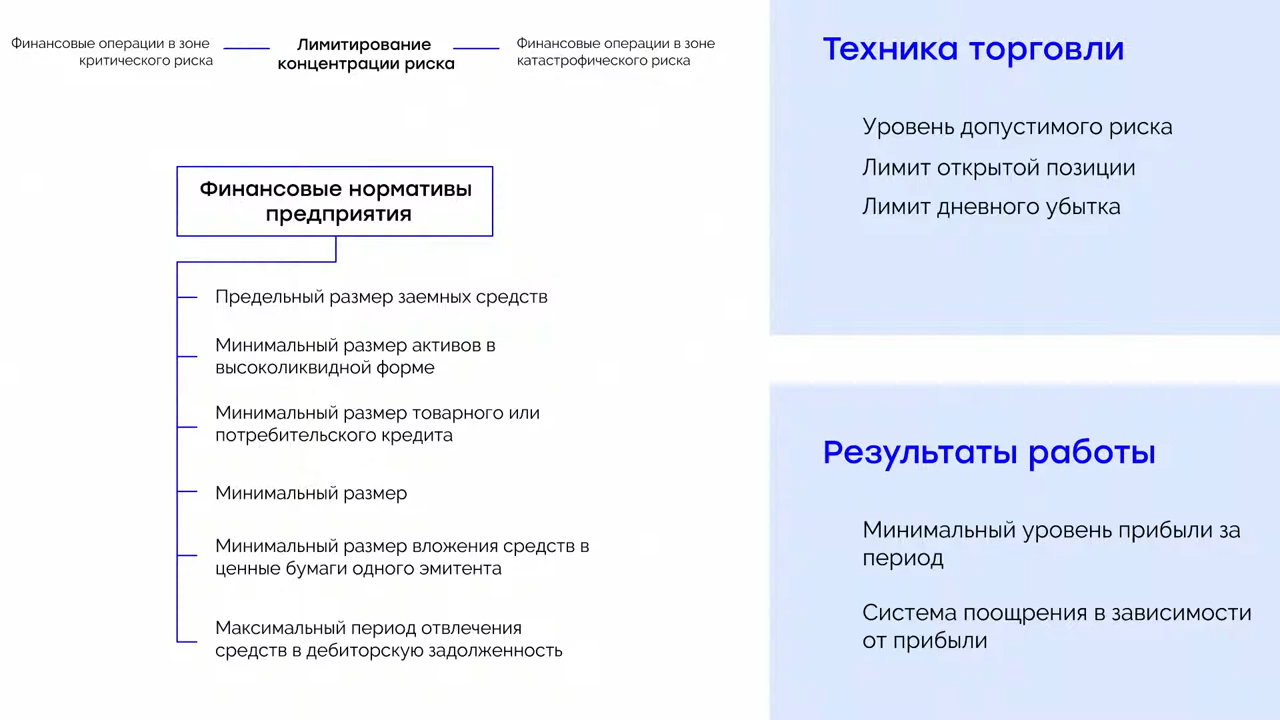 Финансовые операции в зоне
критического риска
Лимитирование
концентрации риска
Финансовые операции в зоне
катастрофического риска
Финансовые нормативы
предприятия
Предельный размер заемных средств
Минимальный размер активов в
высоколиквидной форме
Минимальный размер товарного или
потребительского кредита
Минимальный размер
Минимальный размер вложения средств в
ценные бумаги одного эмитента
Максимальный период отвлечения
средств в дебиторскую задолженность
Техника торговли
Уровень допустимого риска
Лимит открытой позиции
Лимит дневного убытка
Результаты работы
Минимальный уровень прибыли за
период
Система поощрения в зависимости
от прибыли